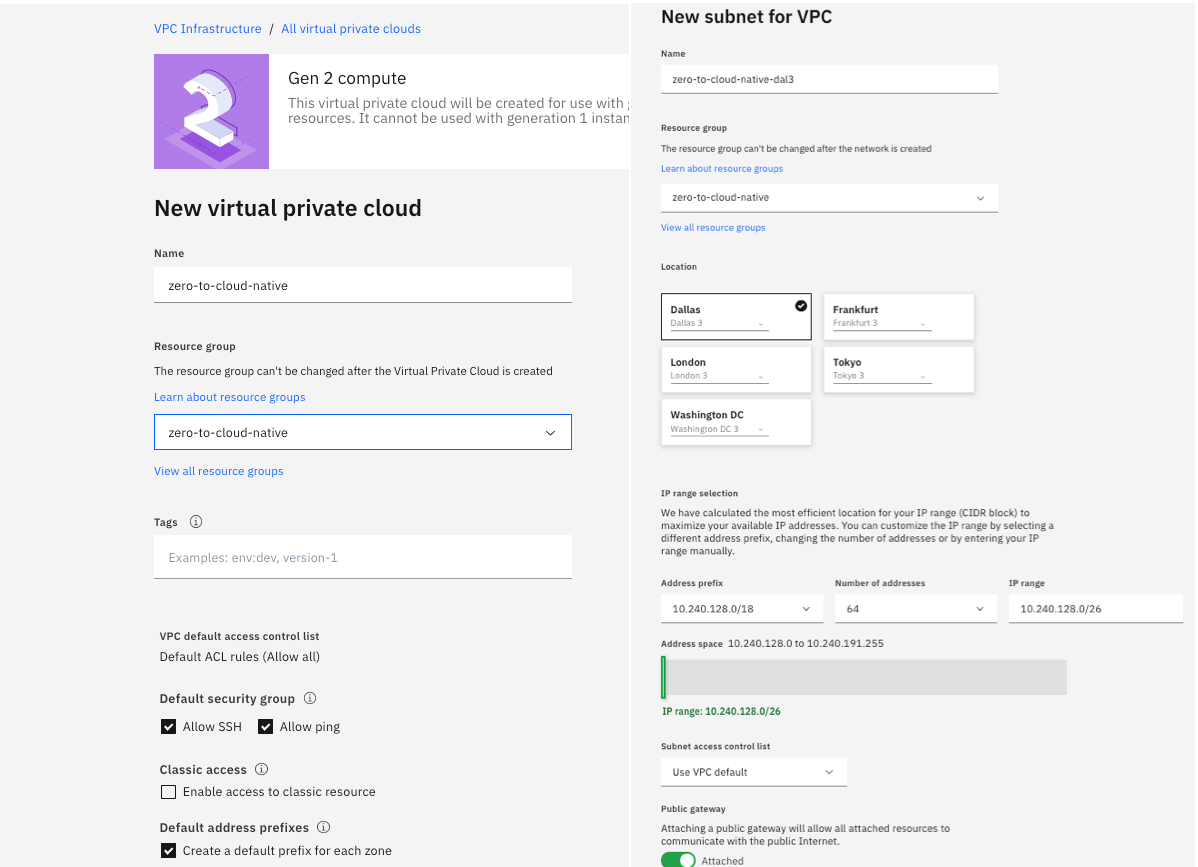 VPC Infrastructure / All virtual private clouds
2
Gen 2 compute
This virtual private cloud will be created for use with
resources. It cannot be used with generation 1 instan
New virtual private cloud
Name
zero-to-cloud-native
Resource group
The resource group can't be changed after the Virtual Private Cloud is created
Learn about resource groups
zero-to-cloud-native
View all resource groups
Tags
Examples: env:dev, version-1
VPC default access control list
Default ACL rules (Allow all)
Default security group
Allow SSH Allow ping
Classic access
Enable access to classic resource
Default address prefixes
Create a default prefix for each zone
New subnet for VPC
Name
zero-to-cloud-native-dal3
Resource group
The resource group can't be changed after the network is created
Learn about resource groups
zero-to-cloud-native
View all resource groups
Location
Dallas
Dallas 3
Frankfurt
Frankfurt 3
London
London 3
Tokyo
Tokyo 3
Washington DC
Washington DC 3
IP range selection
We have calculated the most efficient location for your IP range (CIDR block) to
maximize your available IP addresses. You can customize the IP range by selecting a
different address prefix, changing the number of addresses or by entering your IP
range manually.
Address prefix Number of addresses IP range
10.240.128.0/18 64 10.240.128.0/26
Address space 10.240.128.0 to 10.240.191.255
IP range: 10.240.128.0/26
Subnet access control list
Use VPC default
Public gateway
Attaching a public gateway will allow all attached resources to
communicate with the public Internet.
Attached